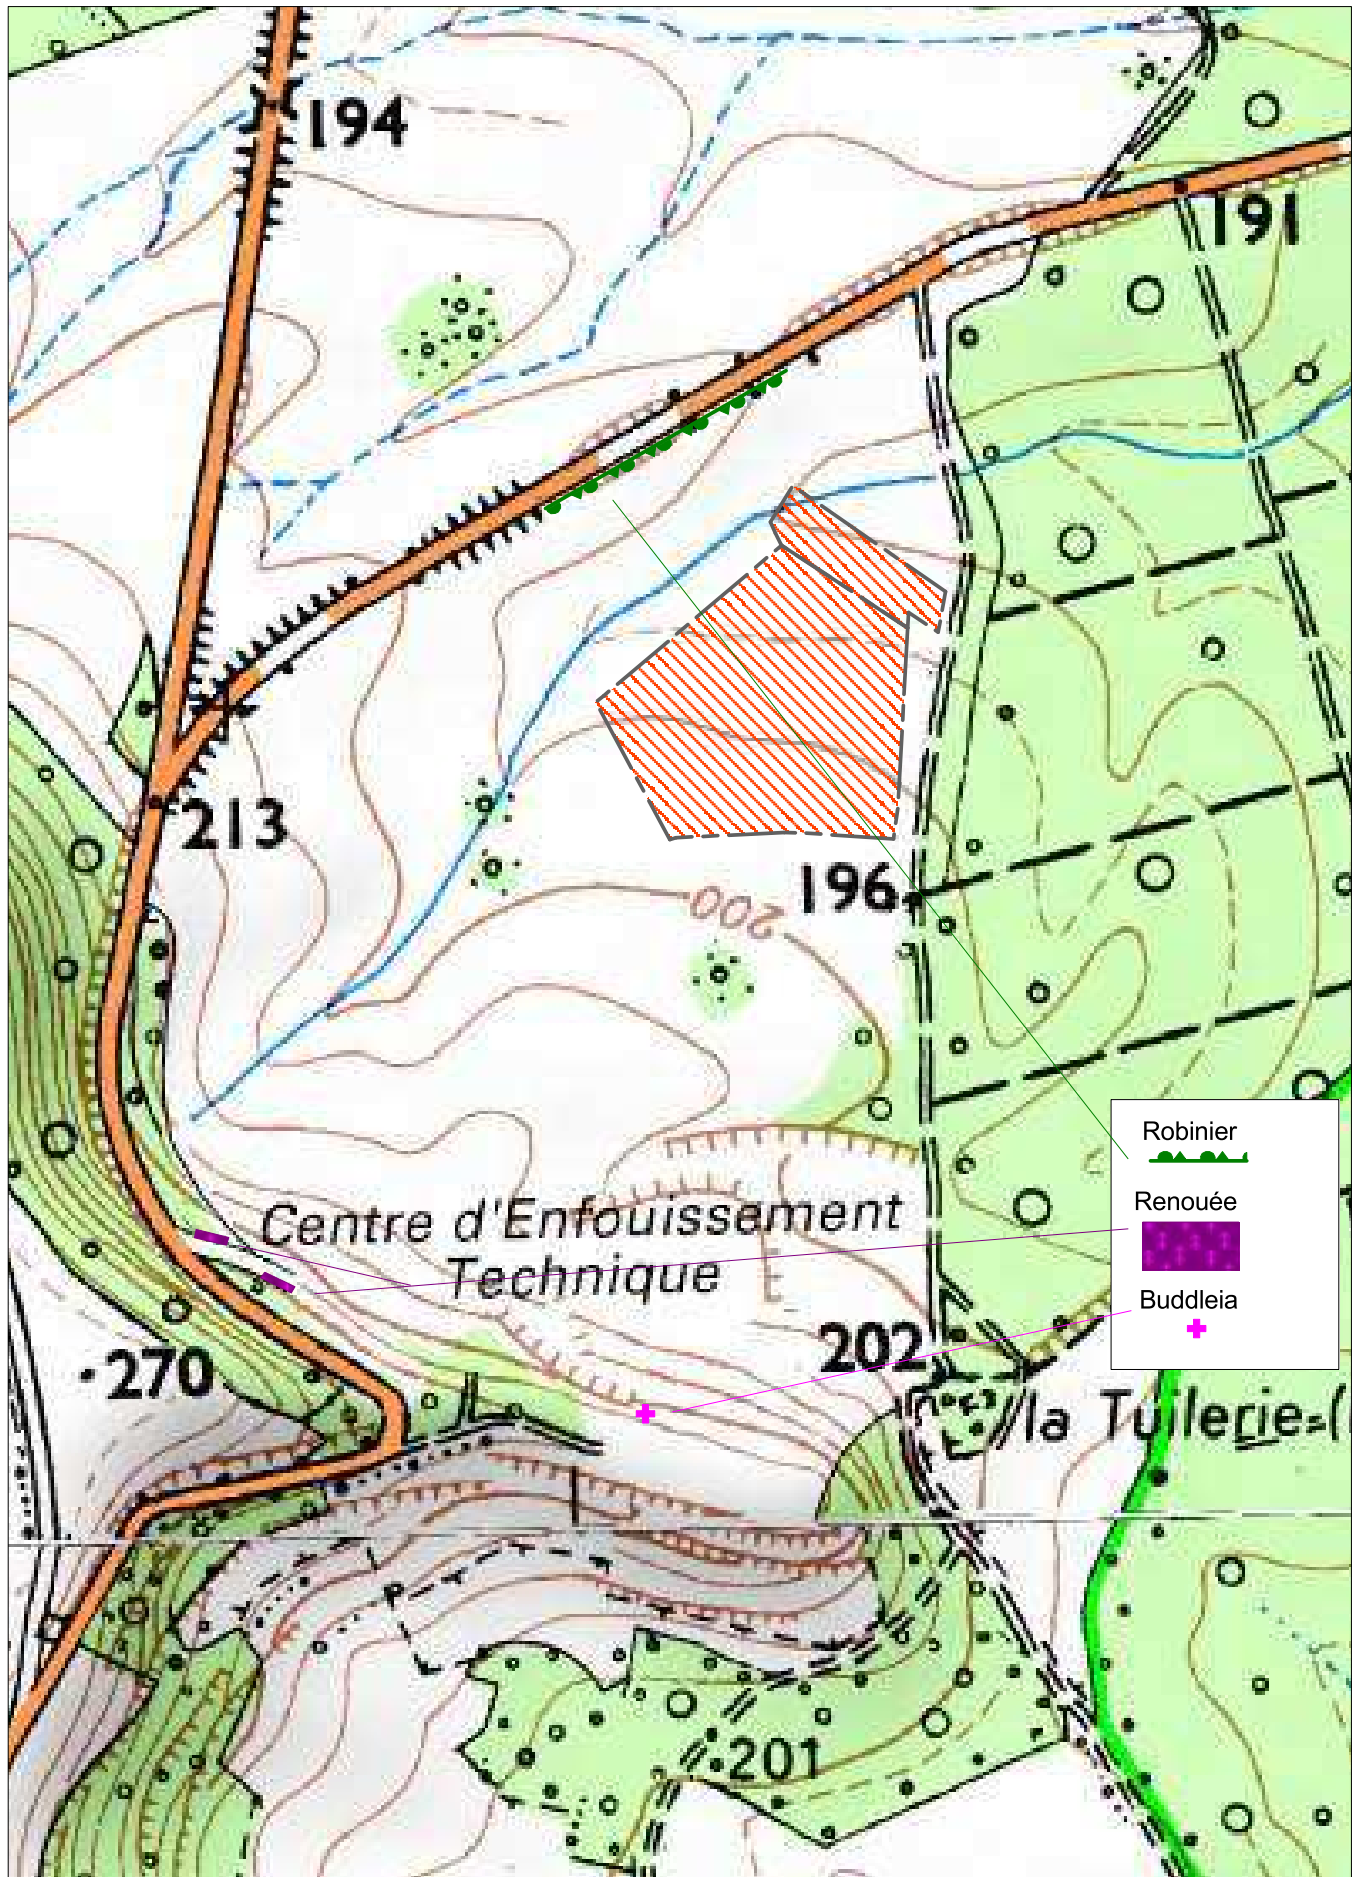 194
191
213
196
200
Robinier
Renouée
Centre d'Enfouissement
Technique
Buddleia
202
270
la Tuilerie
201